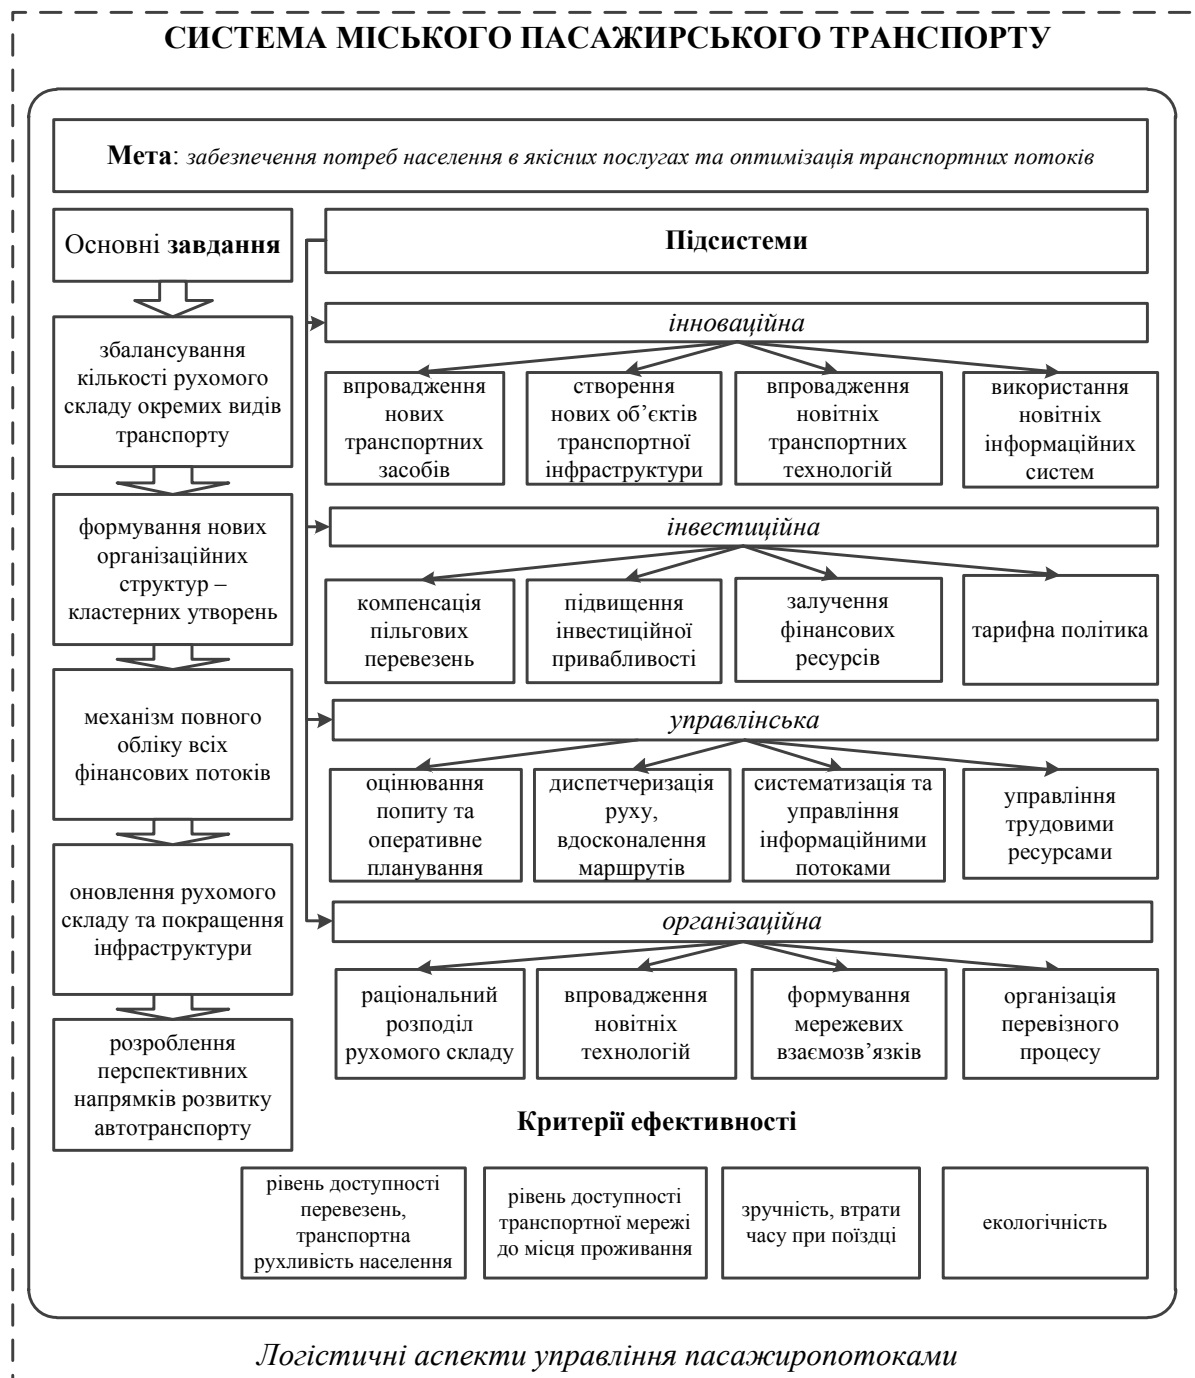 СИСТЕМА МІСЬКОГО ПАСАЖИРСЬКОГО ТРАНСПОРТУ
Мета: забезпечення потреб населення в якісних послугах та оптимізація транспортних потоків
Основні завдання
збалансування
кількості рухомого
складу окремих видів
транспорту
формування нових
організаційних
структур –
кластерних утворень
механізм повного
обліку всіх
фінансових потоків
оновлення рухомого
складу та покращення
інфраструктури
розроблення
перспективних
напрямків розвитку
автотранспорту
Підсистеми
інноваційна
впровадження
нових
транспортних
засобів
створення
нових об’єктів
транспортної
інфраструктури
впровадження
новітніх
транспортних
технологій
використання
новітніх
інформаційних
систем
інвестиційна
компенсація
пільгових
перевезень
підвищення
інвестиційної
привабливості
залучення
фінансових
ресурсів
тарифна політика
управлінська
оцінювання
попиту та
оперативне
планування
диспетчеризація
руху,
вдосконалення
маршрутів
систематизація та
управління
інформаційними
потоками
управління
трудовими
ресурсами
організаційна
раціональний
розподіл
рухомого складу
впровадження
новітніх
технологій
формування
мережевих
взаємозв’язків
організація
перевізного
процесу
Критерії ефективності
рівень доступності
перевезень,
транспортна
рухливість населення
рівень доступності
транспортної мережі
до місця проживання
зручність, втрати
часу при поїздці
екологічність
Логістичні аспекти управління пасажиропотоками